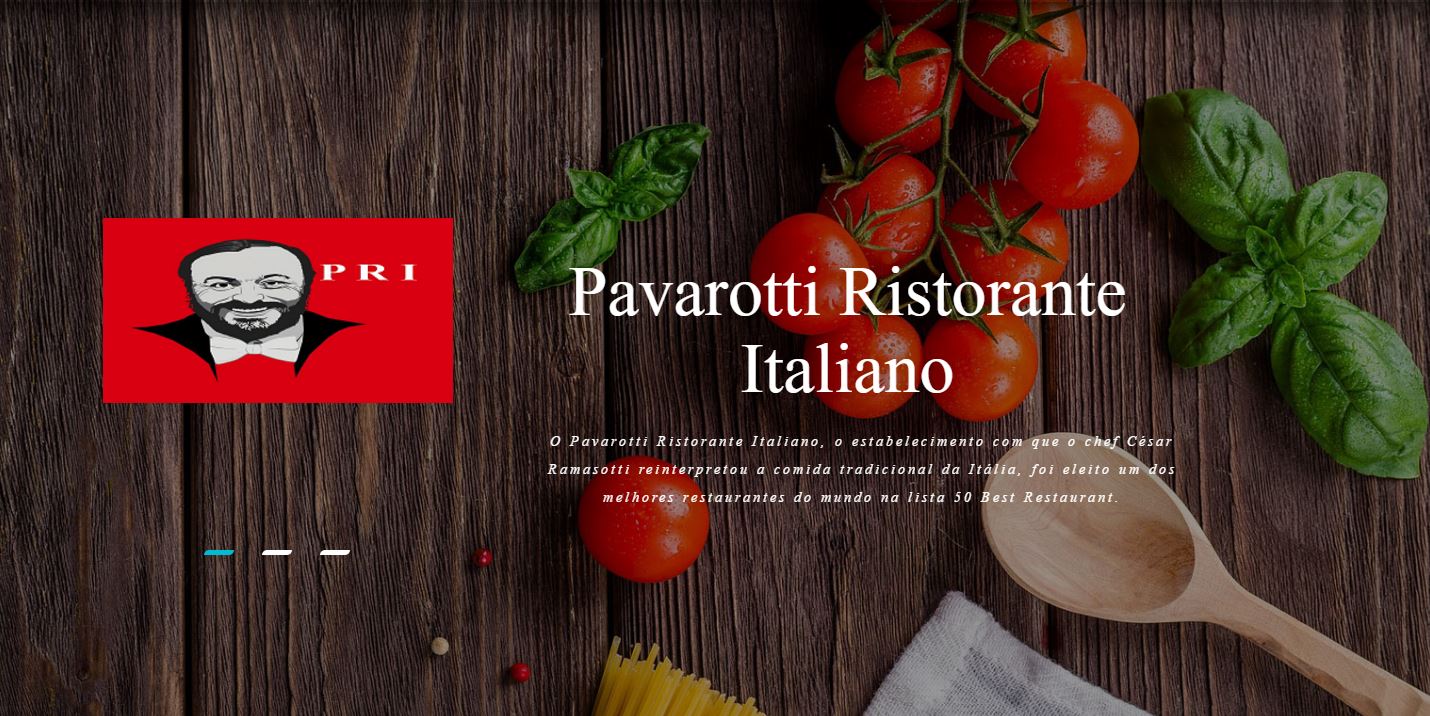 PRI
Pavarotti Ristorante
Italiano
O Pavarotti Ristorante Italiano, o estabelecimento com que o chef César
Ramasotti reinterpretou a comida tradicional da Itália, foi eleito um dos
melhores restaurantes do mundo na lista 50 Best Restaurant.